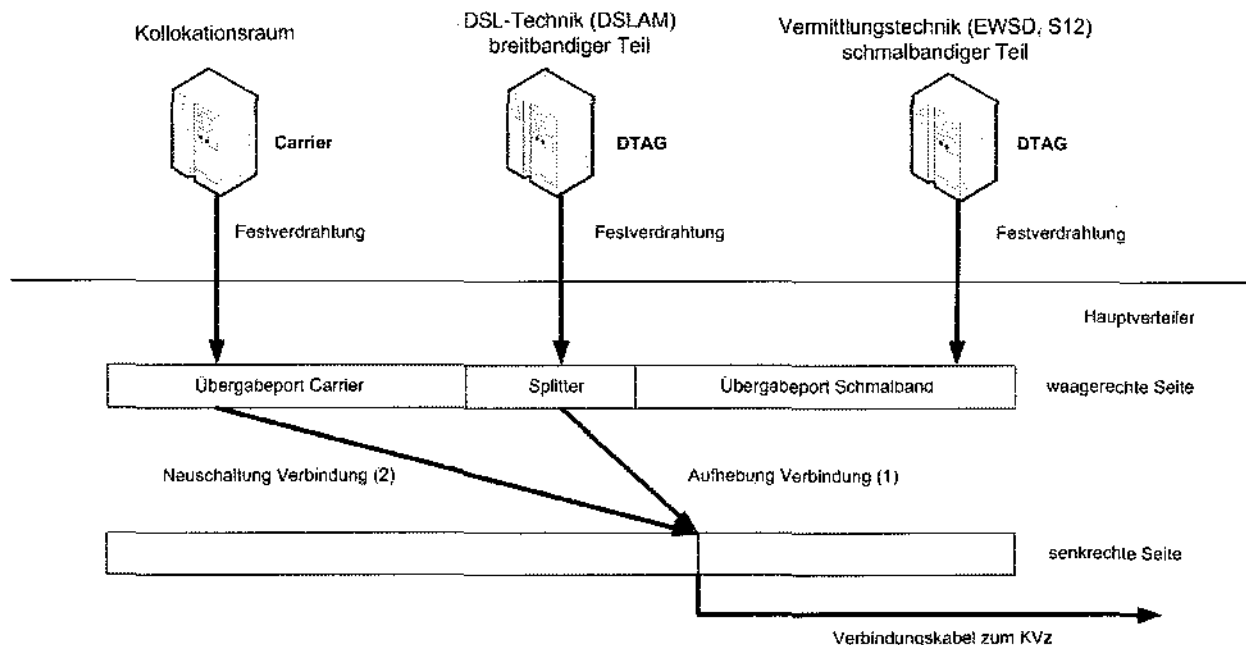 Kollokationsraum
DSL-Technik (DSLAM)
breitbandiger Teil
Vermittlungstechnik (EWSD, S12)
schmalbandiger Teil
Carrier
DTAG
DTAG
Festverdrahtung
Festverdrahtung
Festverdrahtung
Hauptverteiler
Übergabeport Carrier
Splitter
Übergabeport Schmalband
waagerechte Seite
Neuschaltung Verbindung (2)
Aufhebung Verbindung (1)
senkrechte Seite
Verbindungskabel zum KVz